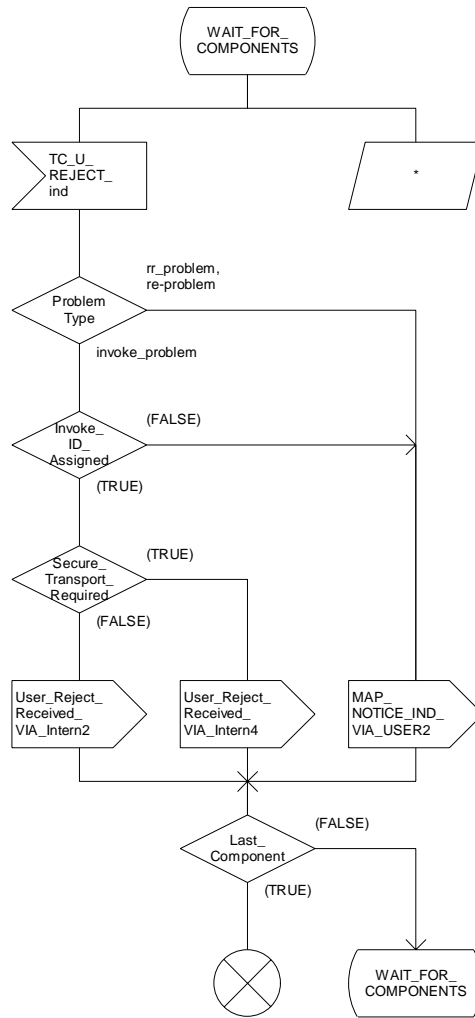 WAIT_FOR_
COMPONENTS
TC_U_
REJECT_
ind
*
rr_problem,
re-problem
Problem
Type
invoke_problem
(FALSE)
Invoke_
ID_
Assigned
(TRUE)
(TRUE)
Secure_
Transport_
Required
(FALSE)
User_Reject_
Received_
VIA_Intern2
User_Reject_
Received_
VIA_Intern4
MAP_
NOTICE_IND_
VIA_USER2
(FALSE)
Last_
Component
(TRUE)
WAIT_FOR_
COMPONENTS